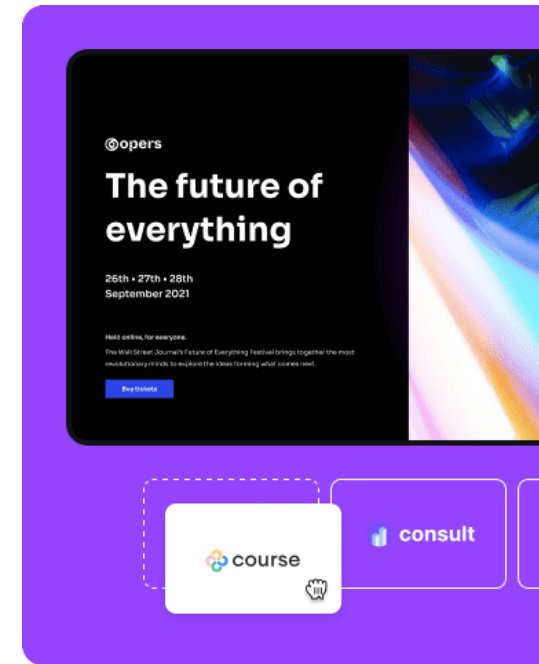 opers
The future of
everything
26th • 27th • 28th
September 2021
Held online, for everyone.
The Wall Street Journal's Future of Everything Festival brings together the most
revolutionary minds to explore the ideas forming what comes next.
Buy tickets
course
consult